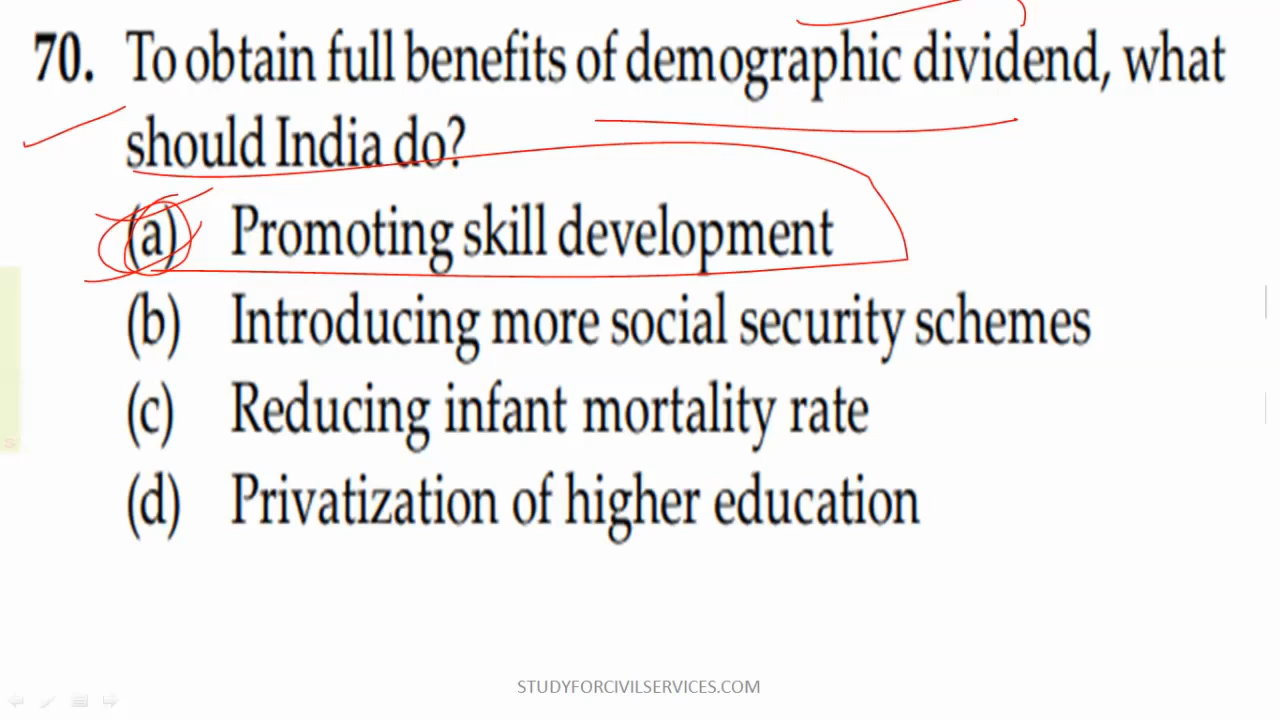 70. To obtain full benefits of demographic dividend, what
should India do?
(a) Promoting skill development
(b) Introducing more social security schemes
(c) Reducing infant mortality rate
(d) Privatization of higher education
STUDYFORCIVILSERVICES.COM